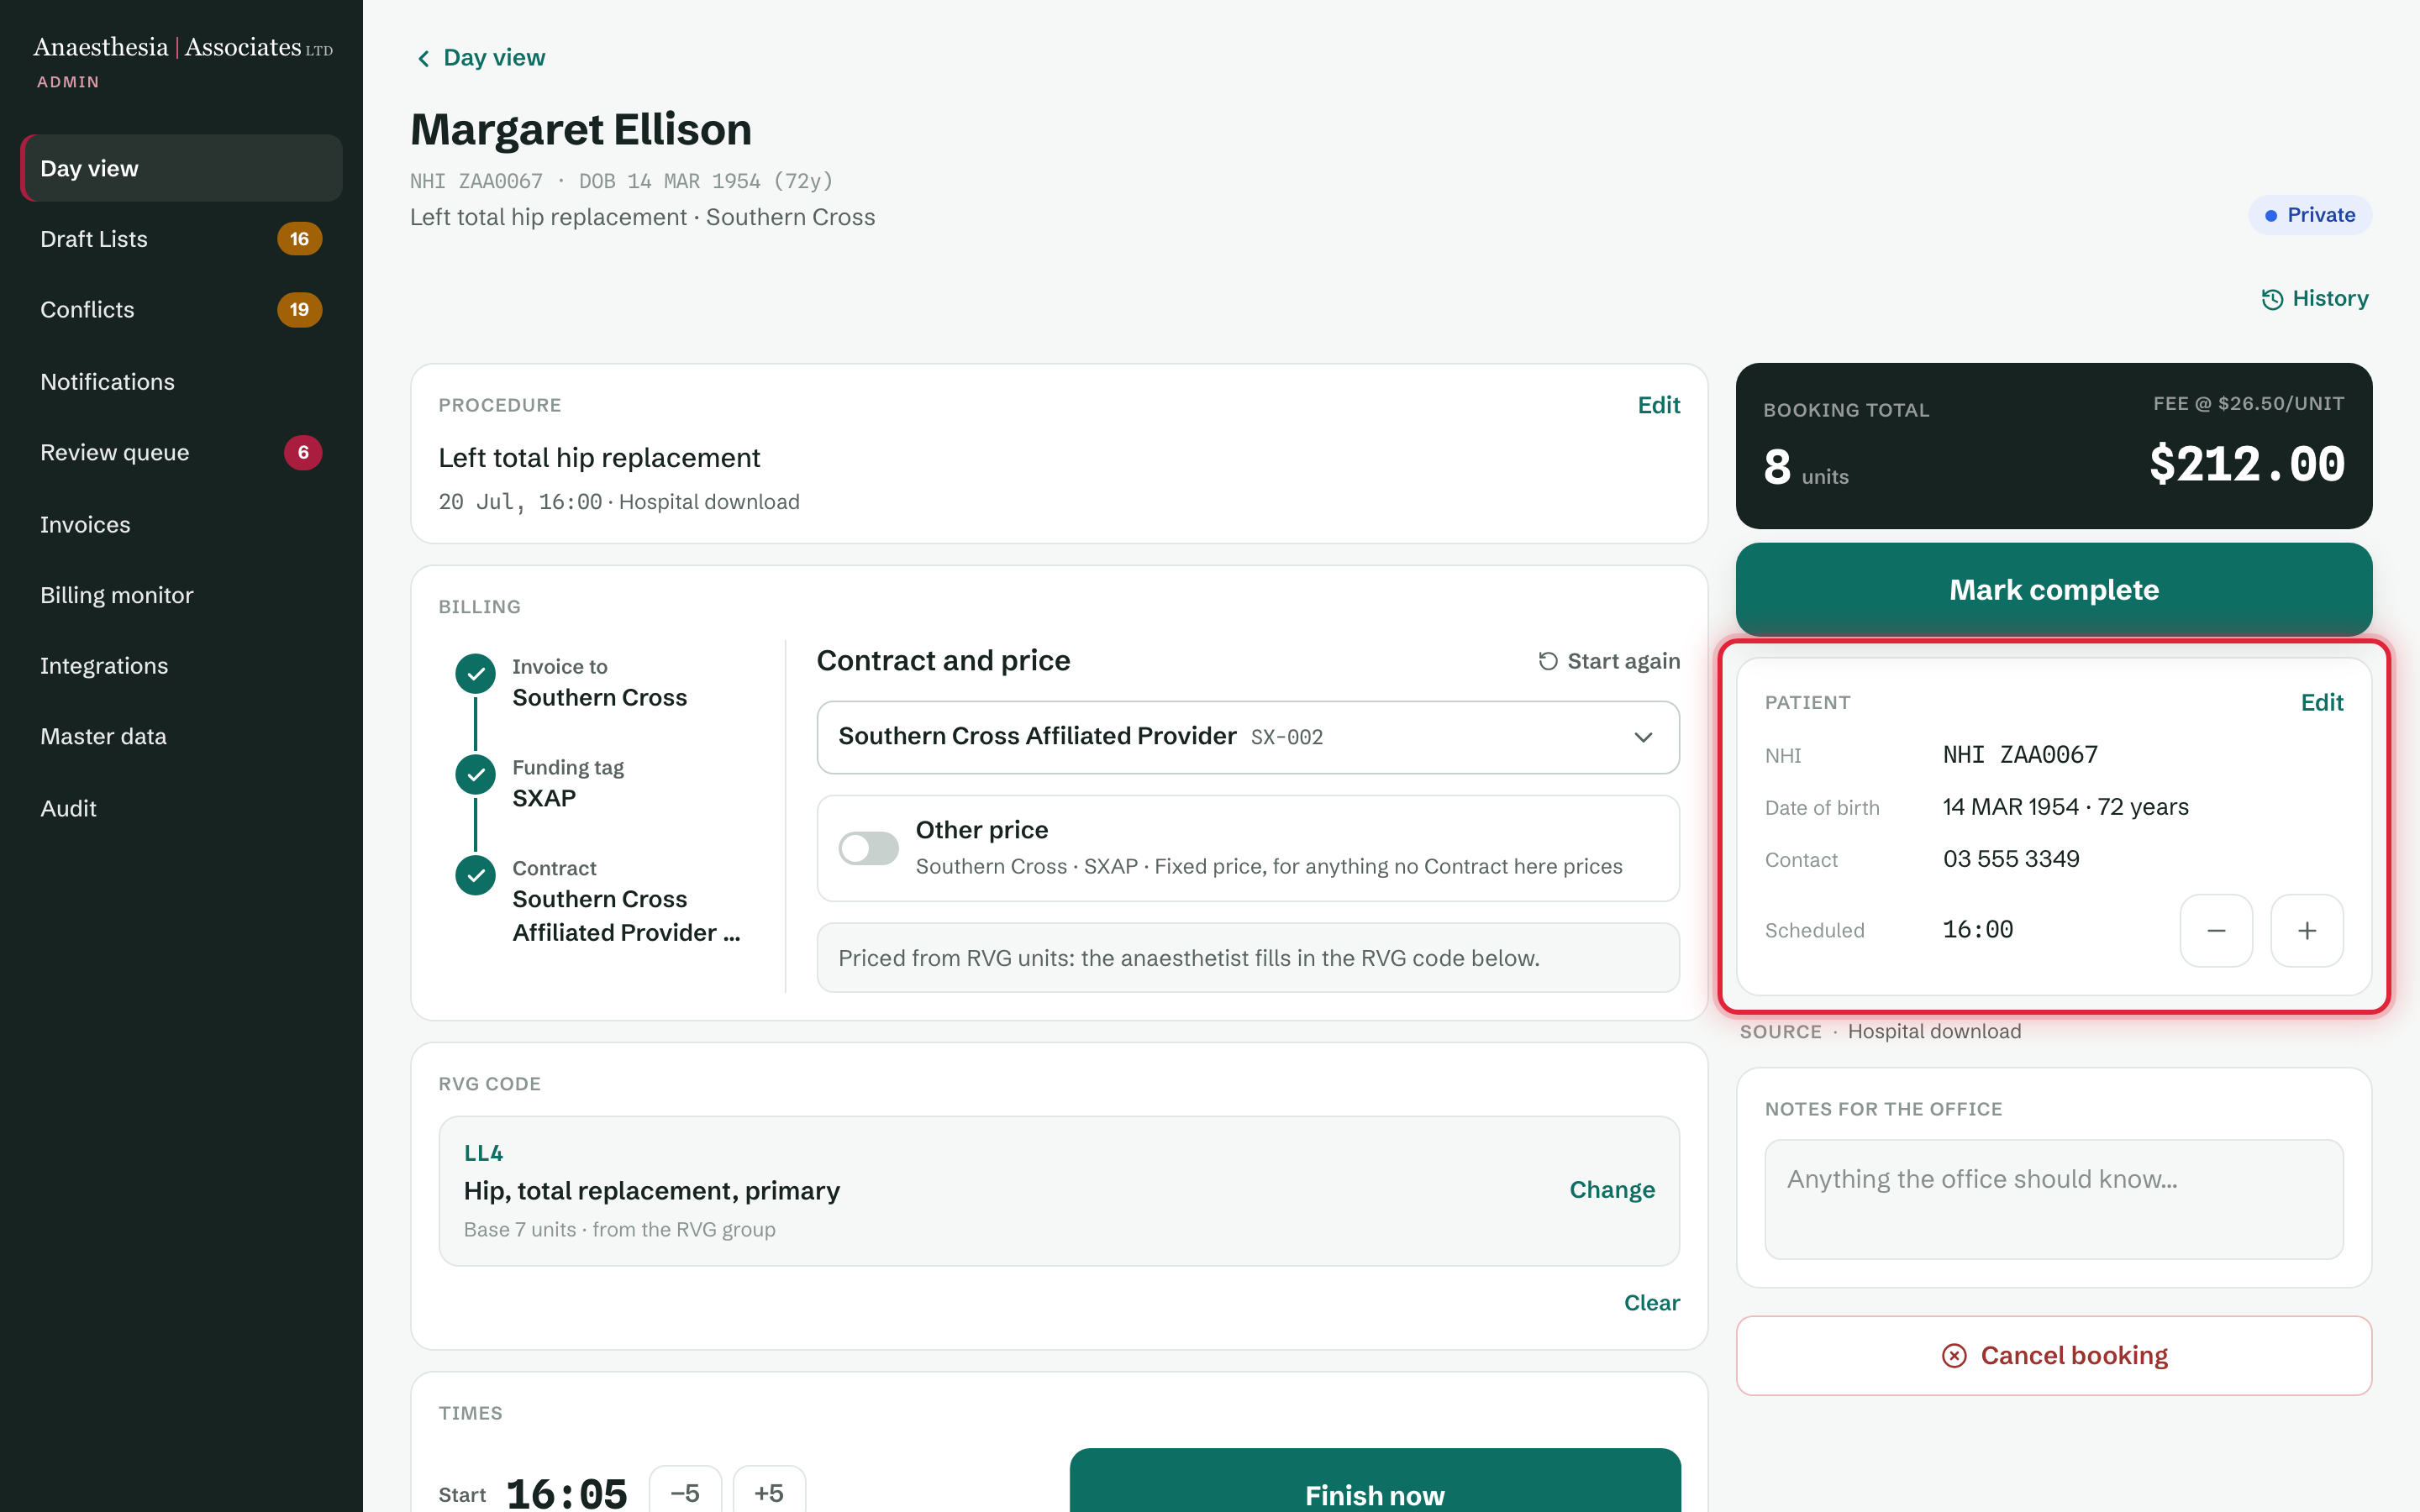 Anaesthesia | Associates LTD
ADMIN
Day view
Draft Lists 16
Conflicts 19
Notifications
Review queue 6
Invoices
Billing monitor
Integrations
Master data
Audit
Day view
Margaret Ellison
NHI ZAA0067 · DOB 14 MAR 1954 (72y)
Left total hip replacement · Southern Cross
Private
History
PROCEDURE
Edit
Left total hip replacement
20 Jul, 16:00 · Hospital download
BILLING
Invoice to
Southern Cross
Funding tag
SXAP
Contract
Southern Cross
Affiliated Provider ...
Contract and price
Start again
Southern Cross Affiliated Provider SX-002
Other price
Southern Cross · SXAP · Fixed price, for anything no Contract here prices
Priced from RVG units: the anaesthetist fills in the RVG code below.
RVG CODE
LL4
Hip, total replacement, primary
Base 7 units · from the RVG group
Change
Clear
TIMES
Start 16:05 −5 +5
Finish now
BOOKING TOTAL
FEE @ $26.50/UNIT
8 units
$212.00
Mark complete
PATIENT
Edit
NHI NHI ZAA0067
Date of birth 14 MAR 1954 · 72 years
Contact 03 555 3349
Scheduled 16:00 − +
SOURCE · Hospital download
NOTES FOR THE OFFICE
Anything the office should know...
Cancel booking